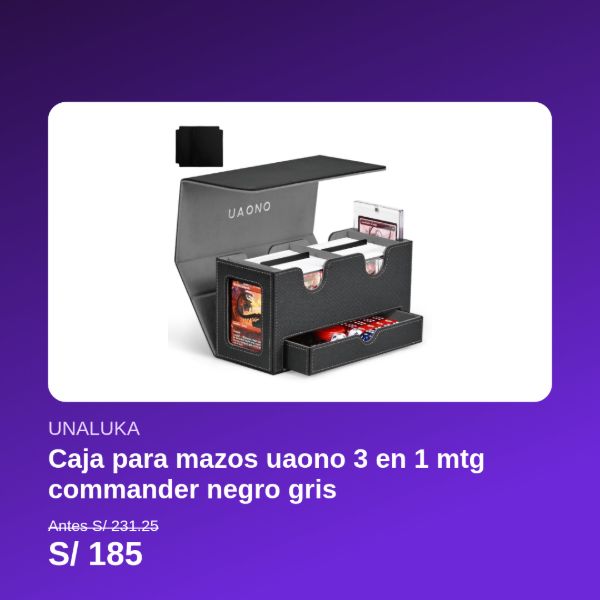 UAONO
UNALUKA
Caja para mazos uaono 3 en 1 mtg
commander negro gris
Antes S/ 231.25
S/ 185